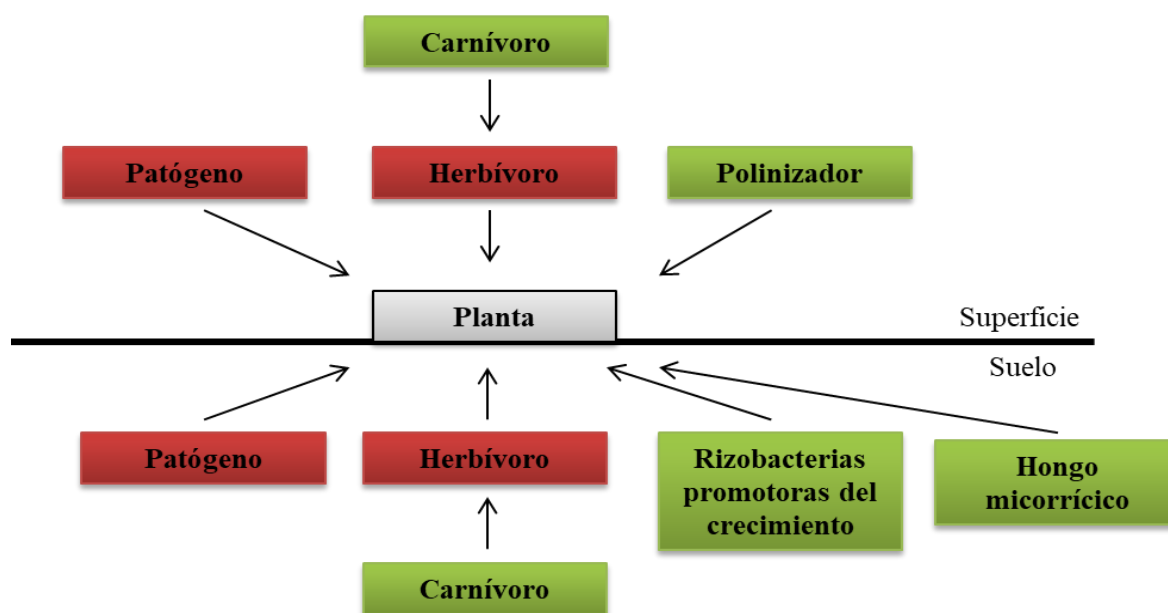 Carnívoro
Patógeno
Herbívoro
Polinizador
Planta
Superficie
Suelo
Patógeno
Herbívoro
Rizobacterias
promotoras del
crecimiento
Hongo
micorrícico
Carnívoro